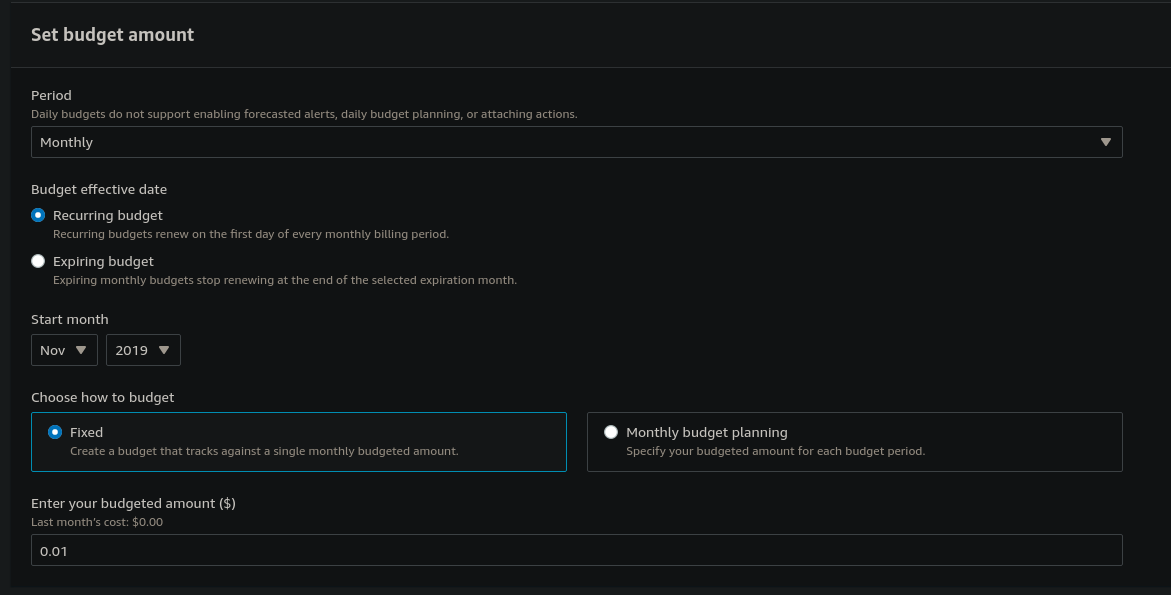 Set budget amount
Period
Daily budgets do not support enabling forecasted alerts, daily budget planning, or attaching actions.
Monthly
Budget effective date
Recurring budget
Recurring budgets renew on the first day of every monthly billing period.
Expiring budget
Expiring monthly budgets stop renewing at the end of the selected expiration month.
Start month
Nov 2019
Choose how to budget
Fixed
Create a budget that tracks against a single monthly budgeted amount.
Monthly budget planning
Specify your budgeted amount for each budget period.
Enter your budgeted amount ($)
Last month's cost: $0.00
0.01